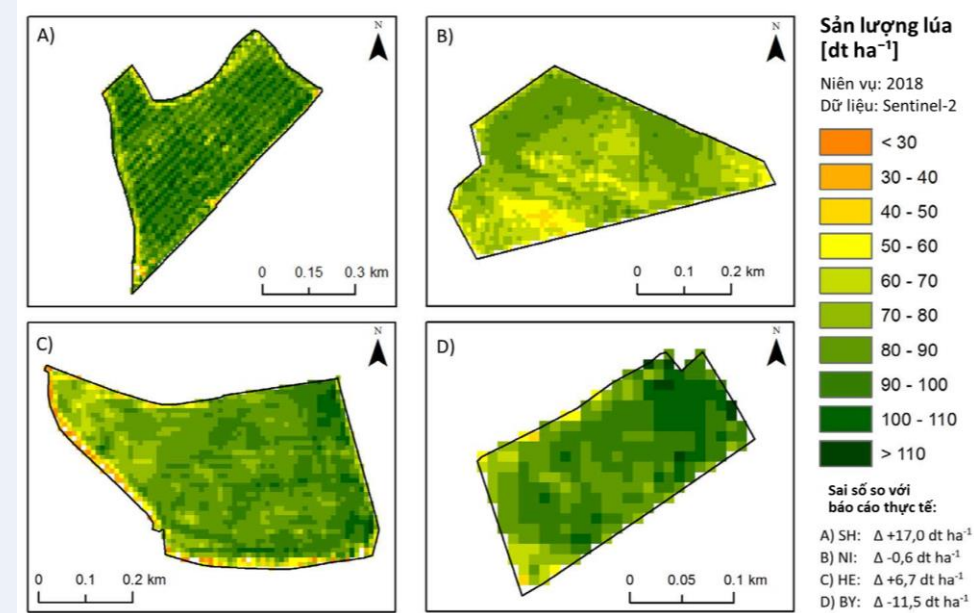 A)
N
0 0.15 0.3 km
B)
N
0 0.1 0.2 km
C)
N
0 0.1 0.2 km
D)
N
0 0.05 0.1 km
Sản lượng lúa
[dt ha⁻¹]
Niên vụ: 2018
Dữ liệu: Sentinel-2
< 30
30 - 40
40 - 50
50 - 60
60 - 70
70 - 80
80 - 90
90 - 100
100 - 110
> 110
Sai số so với
báo cáo thực tế:
A) SH: Δ +17,0 dt ha⁻¹
B) NI: Δ -0,6 dt ha⁻¹
C) HE: Δ +6,7 dt ha⁻¹
D) BY: Δ -11,5 dt ha⁻¹